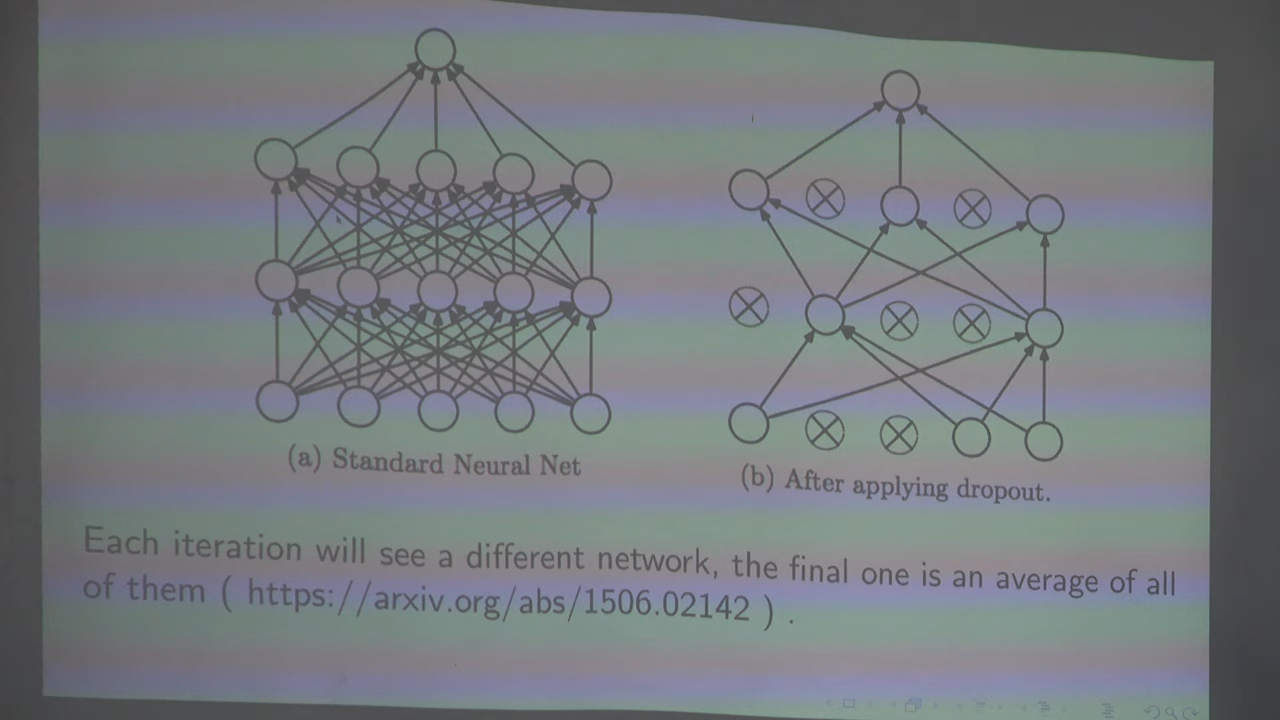 (a) Standard Neural Net
(b) After applying dropout.
Each iteration will see a different network, the final one is an average of all
of them ( https://arxiv.org/abs/1506.02142 ) .